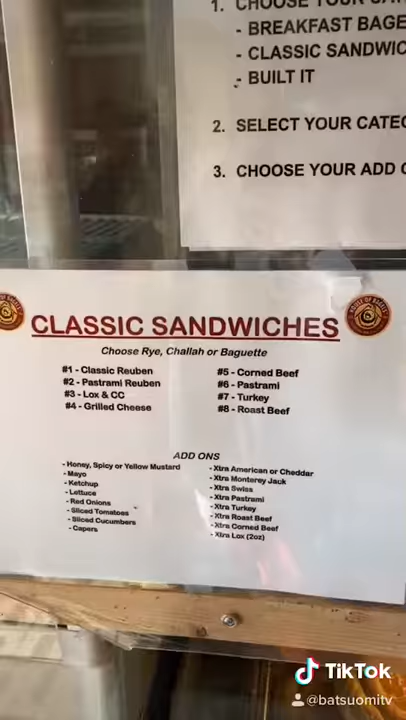 1. CHOOSE YOUR
- BREAKFAST BAGE
- CLASSIC SANDWIC
- BUILT IT
2. SELECT YOUR CATEG
3. CHOOSE YOUR ADD
HOUSE OF BAGELS
CLASSIC SANDWICHES
Choose Rye, Challah or Baguette
#1 - Classic Reuben
#2 - Pastrami Reuben
#3 - Lox & CC
#4 - Grilled Cheese
#5 - Corned Beef
#6 - Pastrami
#7 - Turkey
#8 - Roast Beef
ADD ONS
- Honey, Spicy or Yellow Mustard
- Mayo
- Ketchup
- Lettuce
- Red Onions
- Sliced Tomatoes
- Sliced Cucumbers
- Capers
- Xtra American or Cheddar
- Xtra Monterey Jack
- Xtra Swiss
- Xtra Pastrami
- Xtra Turkey
- Xtra Roast Beef
- Xtra Corned Beef
- Xtra Lox (2oz)
TikTok
@batsuomitv